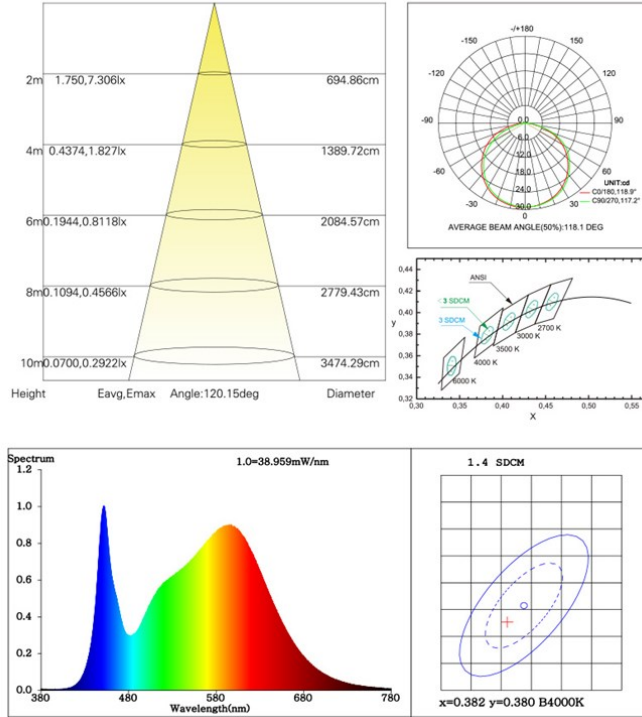 2m 1.750,7.306lx 694.86cm
4m 0.4374,1.827lx 1389.72cm
6m 0.1944,0.8118lx 2084.57cm
8m 0.1094,0.4566lx 2779.43cm
10m 0.0700,0.2922lx 3474.29cm
Height Eavg,Emax Angle:120.15deg Diameter
-/+180
-150 150
-120 120
-90 90
-60 60
-30 30
0
0.0
6.0
12.0
18.0
24.0
30.0
UNIT:cd
C0/180,118.9°
C90/270,117.2°
AVERAGE BEAM ANGLE(50%):118.1 DEG
0,44
0,42
0,40
0,38
0,36
0,34
0,32
y
ANSI
<3 SDCM
3 SDCM
2700 K
3000 K
3500 K
4000 K
6000 K
0,30 0,35 0,40 0,45 0,50 0,55
X
Spectrum 1.0=38.959mW/nm
1.2
1.0
0.8
0.6
0.4
0.2
0.0
380 480 580 680 780
Wavelength(nm)
1.4 SDCM
x=0.382 y=0.380 B4000K